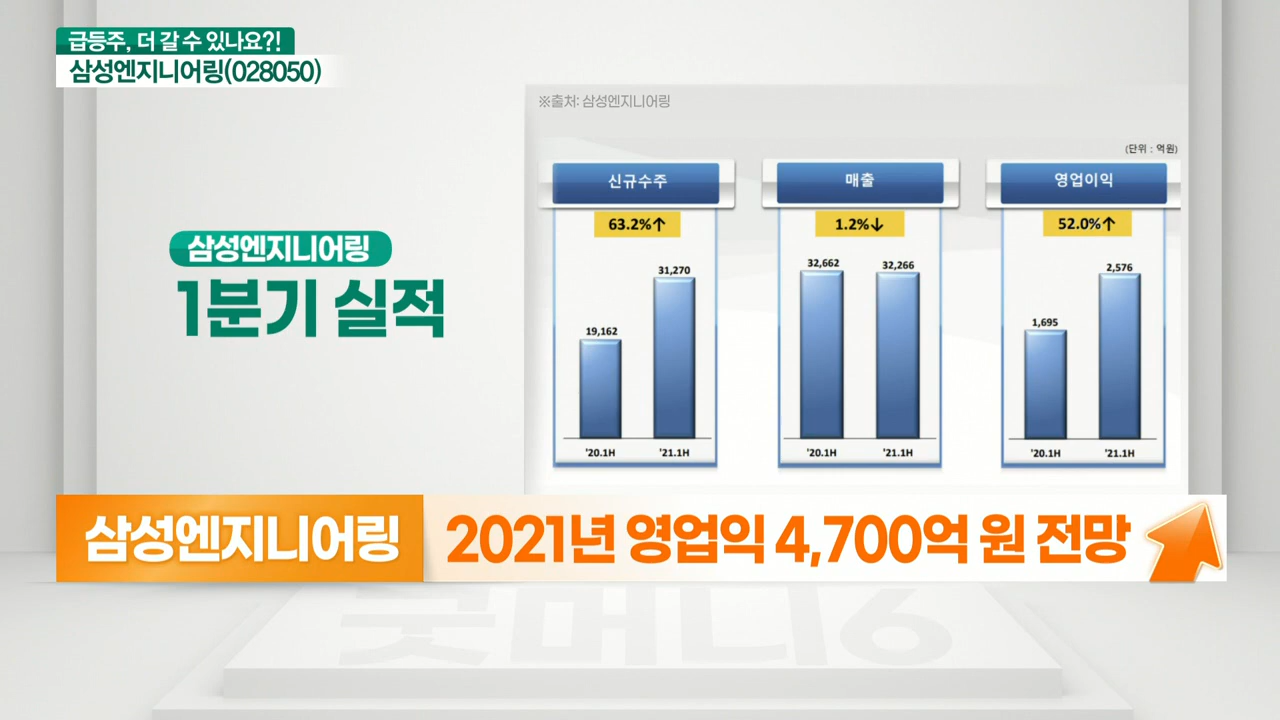 급등주, 더 갈 수 있나요?!
삼성엔지니어링(028050)
※출처: 삼성엔지니어링
(단위 : 억원)
신규수주
매출
영업이익
63.2%↑
1.2%↓
52.0%↑
19,162
31,270
32,662
32,266
1,695
2,576
'20.1H
'21.1H
'20.1H
'21.1H
'20.1H
'21.1H
삼성엔지니어링
1분기 실적
삼성엔지니어링
2021년 영업익 4,700억 원 전망
굿머니6